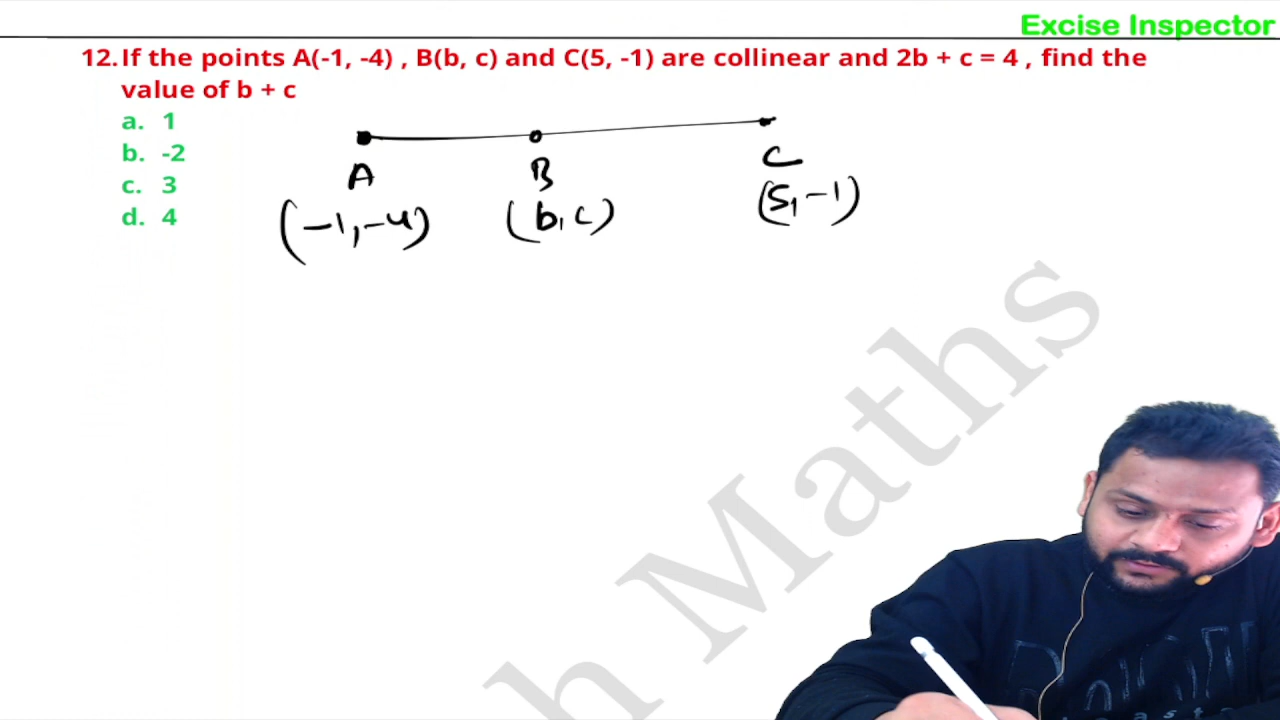 Excise Inspector
12. If the points A(-1, -4) , B(b, c) and C(5, -1) are collinear and 2b + c = 4 , find the
value of b + c
a. 1
b. -2
c. 3
d. 4
A B C
(-1,-4) (b,c) (5,-1)
h Maths